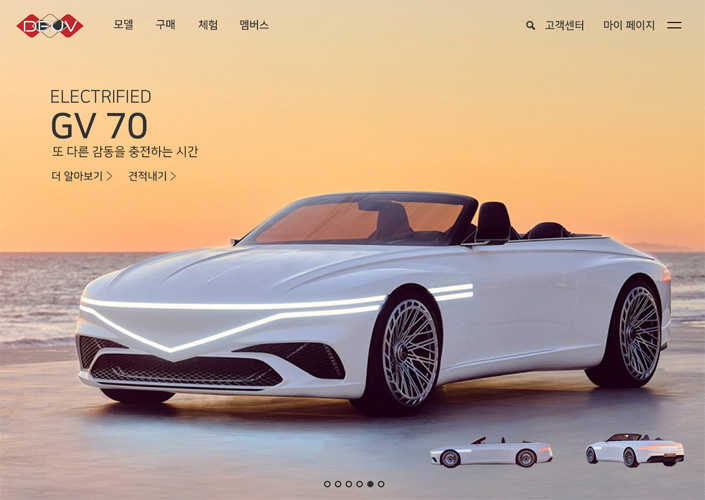 모델 구매 체험 멤버스
고객센터 마이 페이지
ELECTRIFIED
GV 70
또 다른 감동을 충전하는 시간
더 알아보기 > 견적내기 >